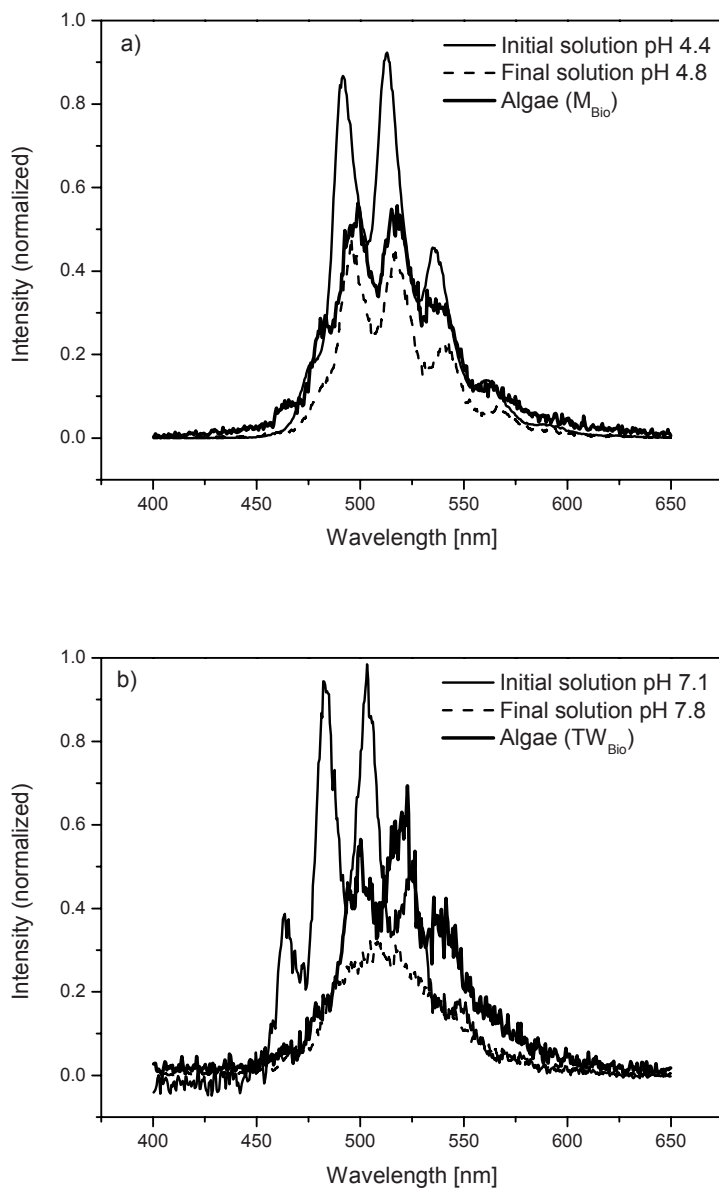 a)
Initial solution pH 4.4
Final solution pH 4.8
Algae (M_Bio)
Intensity (normalized)
1.0
0.8
0.6
0.4
0.2
0.0
400 450 500 550 600 650
Wavelength [nm]
b)
Initial solution pH 7.1
Final solution pH 7.8
Algae (TW_Bio)
Intensity (normalized)
1.0
0.8
0.6
0.4
0.2
0.0
400 450 500 550 600 650
Wavelength [nm]